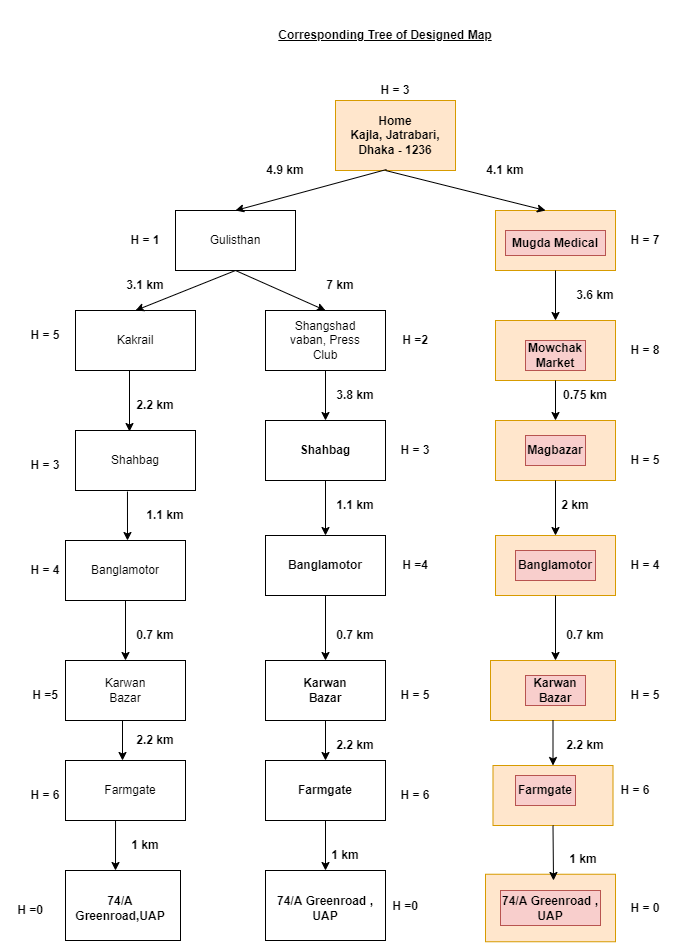 Corresponding Tree of Designed Map
H = 3
Home
Kajla, Jatrabari,
Dhaka - 1236
4.9 km
4.1 km
H = 1
Gulisthan
Mugda Medical
H = 7
3.1 km
7 km
3.6 km
H = 5
Kakrail
Shangshad
vaban, Press
Club
H =2
Mowchak
Market
H = 8
2.2 km
3.8 km
0.75 km
H = 3
Shahbag
Shahbag
H = 3
Magbazar
H = 5
1.1 km
1.1 km
2 km
H = 4
Banglamotor
Banglamotor
H =4
Banglamotor
H = 4
0.7 km
0.7 km
0.7 km
H =5
Karwan
Bazar
Karwan
Bazar
H = 5
Karwan
Bazar
H = 5
2.2 km
2.2 km
2.2 km
H = 6
Farmgate
Farmgate
H = 6
Farmgate
H = 6
1 km
1 km
1 km
H =0
74/A
Greenroad,UAP
74/A Greenroad ,
UAP
H =0
74/A Greenroad ,
UAP
H = 0